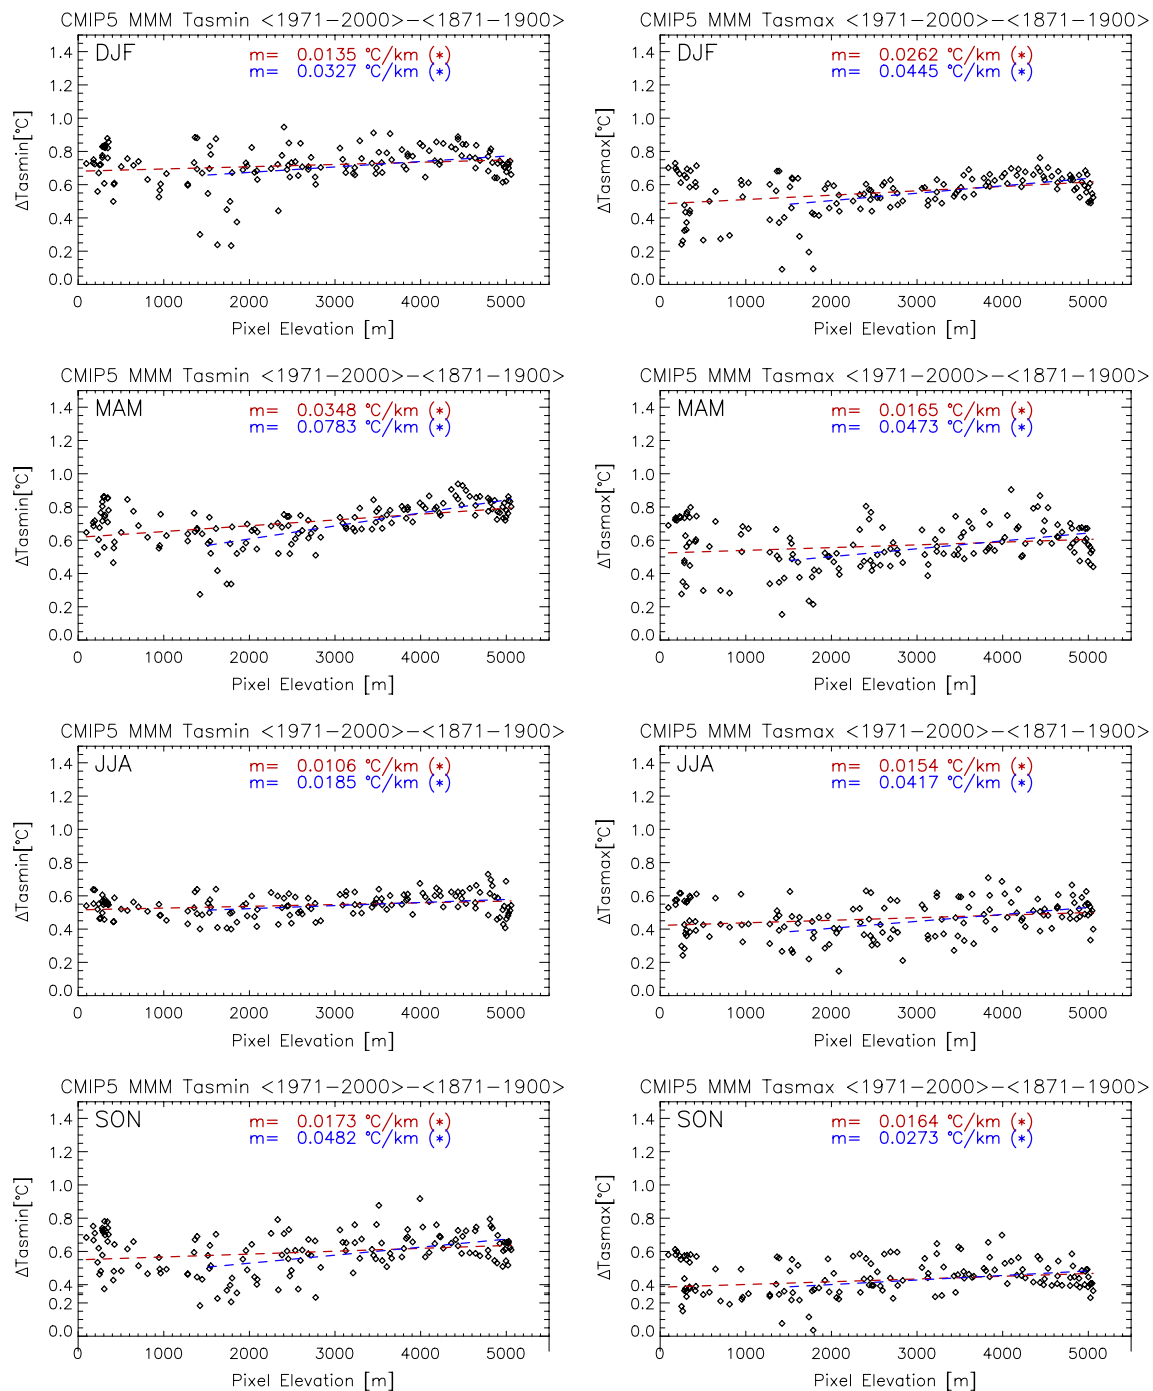 CMIP5 MMM Tasmin <1971-2000>-<1871-1900>
DJF
m= 0.0135 °C/km (*)
m= 0.0327 °C/km (*)
ΔTasmin[°C]
1.4
1.2
1.0
0.8
0.6
0.4
0.2
0.0
0 1000 2000 3000 4000 5000
Pixel Elevation [m]
CMIP5 MMM Tasmax <1971-2000>-<1871-1900>
DJF
m= 0.0262 °C/km (*)
m= 0.0445 °C/km (*)
ΔTasmax[°C]
1.4
1.2
1.0
0.8
0.6
0.4
0.2
0.0
0 1000 2000 3000 4000 5000
Pixel Elevation [m]
CMIP5 MMM Tasmin <1971-2000>-<1871-1900>
MAM
m= 0.0348 °C/km (*)
m= 0.0783 °C/km (*)
ΔTasmin[°C]
1.4
1.2
1.0
0.8
0.6
0.4
0.2
0.0
0 1000 2000 3000 4000 5000
Pixel Elevation [m]
CMIP5 MMM Tasmax <1971-2000>-<1871-1900>
MAM
m= 0.0165 °C/km (*)
m= 0.0473 °C/km (*)
ΔTasmax[°C]
1.4
1.2
1.0
0.8
0.6
0.4
0.2
0.0
0 1000 2000 3000 4000 5000
Pixel Elevation [m]
CMIP5 MMM Tasmin <1971-2000>-<1871-1900>
JJA
m= 0.0106 °C/km (*)
m= 0.0185 °C/km (*)
ΔTasmin[°C]
1.4
1.2
1.0
0.8
0.6
0.4
0.2
0.0
0 1000 2000 3000 4000 5000
Pixel Elevation [m]
CMIP5 MMM Tasmax <1971-2000>-<1871-1900>
JJA
m= 0.0154 °C/km (*)
m= 0.0417 °C/km (*)
ΔTasmax[°C]
1.4
1.2
1.0
0.8
0.6
0.4
0.2
0.0
0 1000 2000 3000 4000 5000
Pixel Elevation [m]
CMIP5 MMM Tasmin <1971-2000>-<1871-1900>
SON
m= 0.0173 °C/km (*)
m= 0.0482 °C/km (*)
ΔTasmin[°C]
1.4
1.2
1.0
0.8
0.6
0.4
0.2
0.0
0 1000 2000 3000 4000 5000
Pixel Elevation [m]
CMIP5 MMM Tasmax <1971-2000>-<1871-1900>
SON
m= 0.0164 °C/km (*)
m= 0.0273 °C/km (*)
ΔTasmax[°C]
1.4
1.2
1.0
0.8
0.6
0.4
0.2
0.0
0 1000 2000 3000 4000 5000
Pixel Elevation [m]